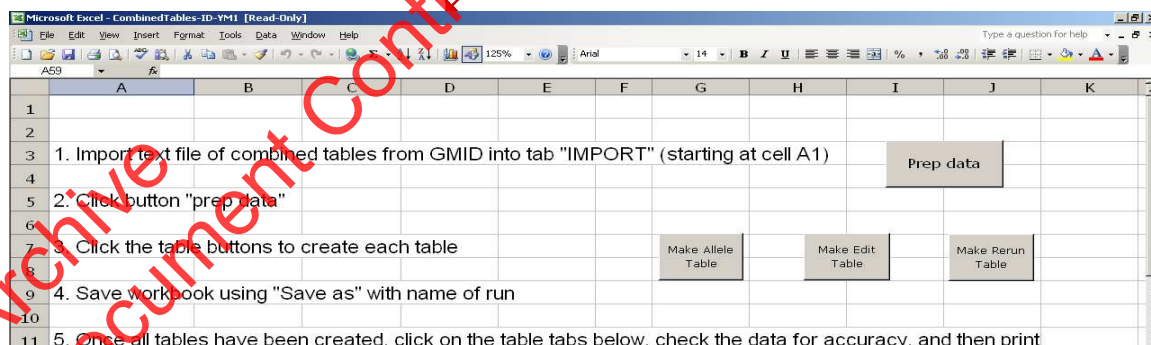 Microsoft Excel - CombinedTables-ID-YM1 [Read-Only]
File Edit View Insert Format Tools Data Window Help Type a question for help
125% Arial 14 B I U % ,
A59 fx
A B C D E F G H I J K
1
2
3 1. Import text file of combined tables from GMID into tab "IMPORT" (starting at cell A1) Prep data
4
5 2. Click button "prep data"
6
7 3. Click the table buttons to create each table Make Allele Table Make Edit Table Make Rerun Table
8
9 4. Save workbook using "Save as" with name of run
10
11 5. Once all tables have been created, click on the table tabs below, check the data for accuracy, and then print
Archive
Document Cont